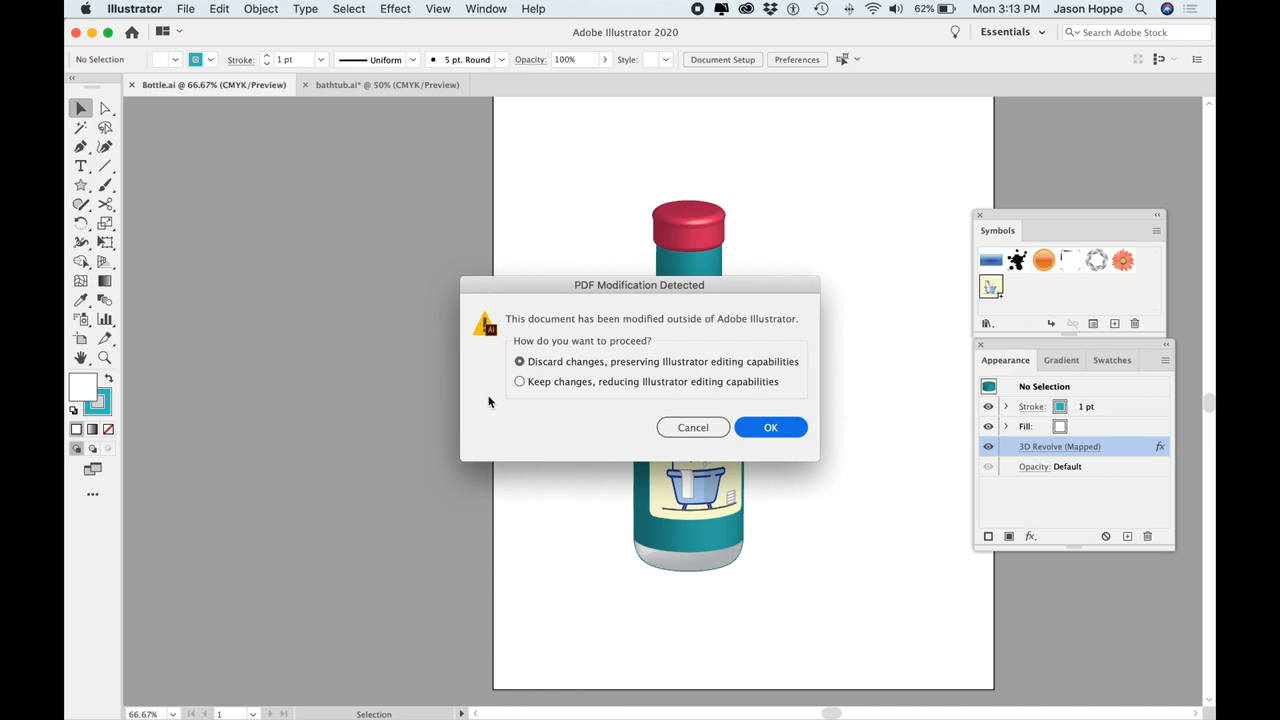 Illustrator File Edit Object Type Select Effect View Window Help 62% Mon 3:13 PM Jason Hoppe
Adobe Illustrator 2020 Essentials Search Adobe Stock
No Selection Stroke: 1 pt Uniform 5 pt. Round Opacity: 100% Style: Document Setup Preferences
Bottle.ai @ 66.67% (CMYK/Preview) bathtub.ai* @ 50% (CMYK/Preview)
Symbols
PDF Modification Detected
This document has been modified outside of Adobe Illustrator.
How do you want to proceed?
Discard changes, preserving Illustrator editing capabilities
Keep changes, reducing Illustrator editing capabilities
Cancel OK
Appearance Gradient Swatches
No Selection
Stroke: 1 pt
Fill:
3D Revolve (Mapped) fx
Opacity: Default
fx.
66.67% 1 Selection